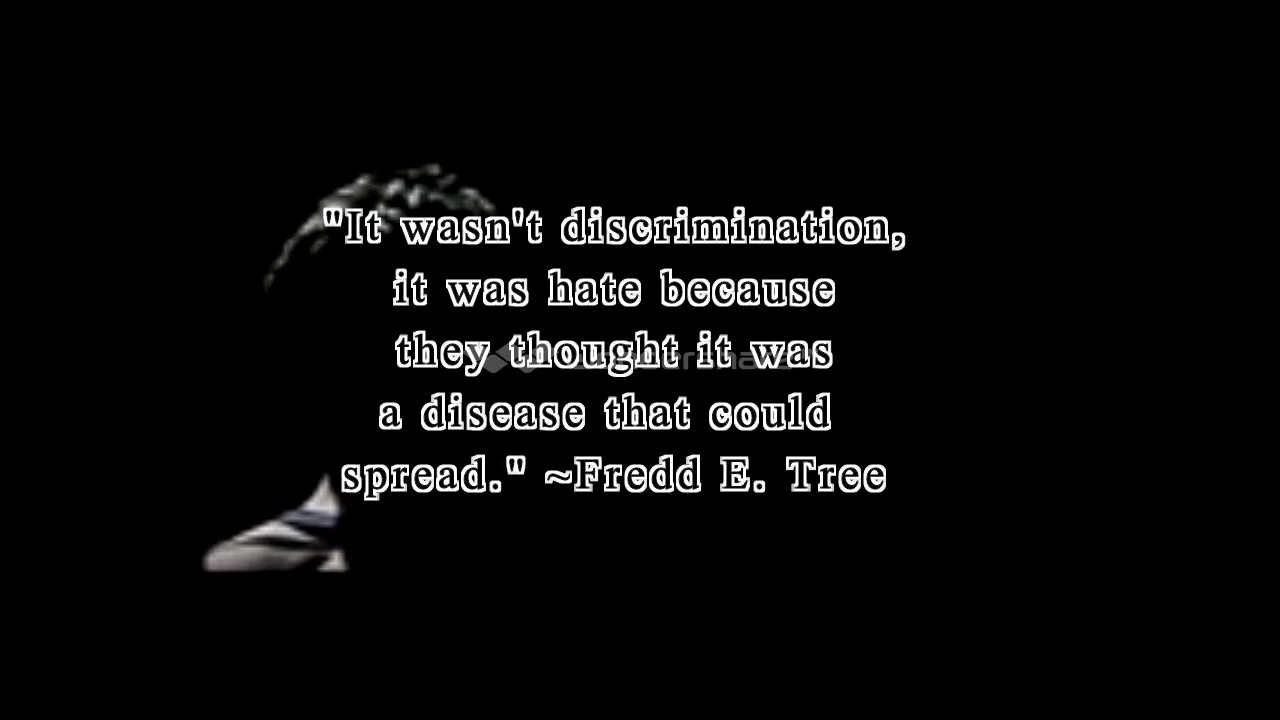 "It wasn't discrimination,
it was hate because
they thought it was
a disease that could
spread." ~Fredd E. Tree